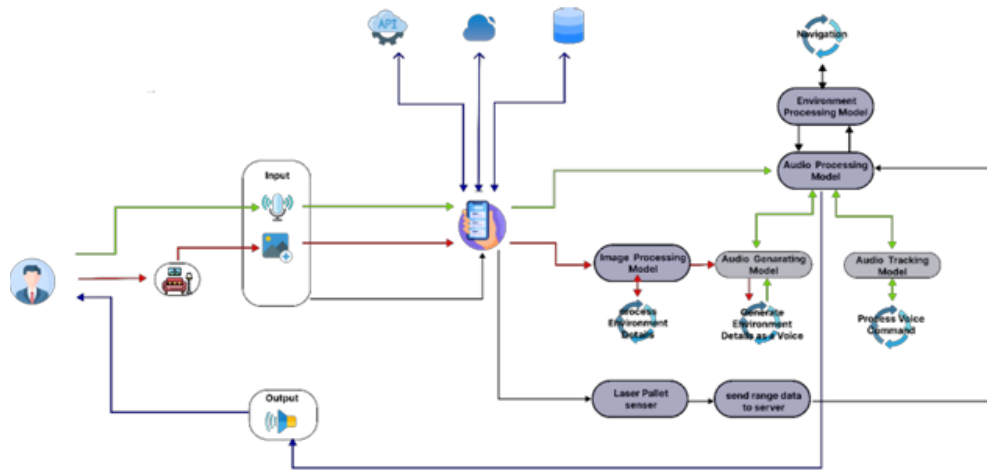 API
Navigation
Environment
Processing Model
Input
Audio Processing
Model
Image Processing
Model
Audio Generating
Model
Audio Tracking
Model
Process
Environment
Details
Generate
Environment
Details as a Voice
Process Voice
Command
Laser Pallet
senser
send range data
to server
Output